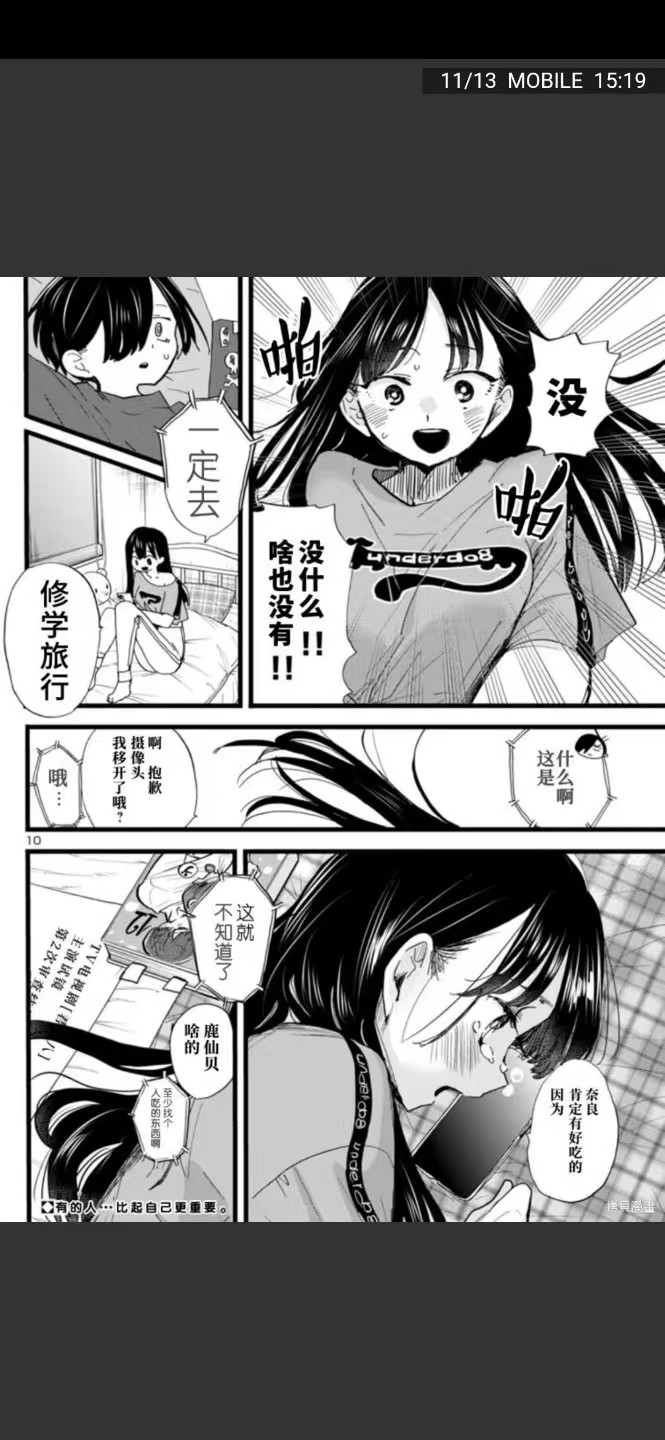 11/13 MOBILE 15:19
啪
没
啪
没什么!!
啥也没有!!
underdog
一定去
修学旅行
什么啊
这是
啊 抱歉
摄像头
我移开了哦?
哦…
10
奈良
肯定有好吃的
因为
underdog underdog
这就
不知道了
TV电视剧[君
主演试镜
第2次审查
鹿仙贝
啥的
至少找个
人吃的东西啊
有的人…比起自己更重要。
拷貝漫畫